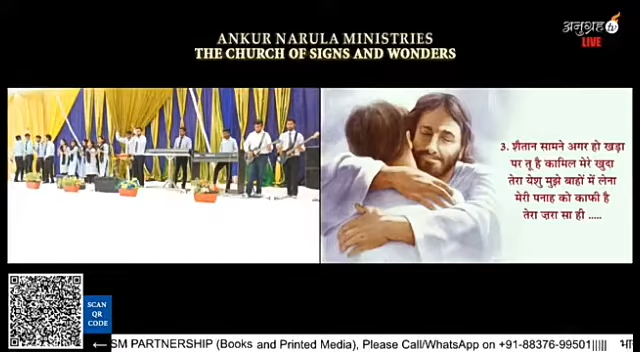 ANKUR NARULA MINISTRIES
THE CHURCH OF SIGNS AND WONDERS
अनुग्रह tv
LIVE
3. शैतान सामने अगर हो खड़ा
पर तू है कामिल मेरे खुदा
तेरा येशु मुझे बाहों में लेना
मेरी पनाह को काफी है
तेरा ज़रा सा ही .....
SCAN
QR
CODE
SM PARTNERSHIP (Books and Printed Media), Please Call/WhatsApp on +91-88376-99501||||| भा